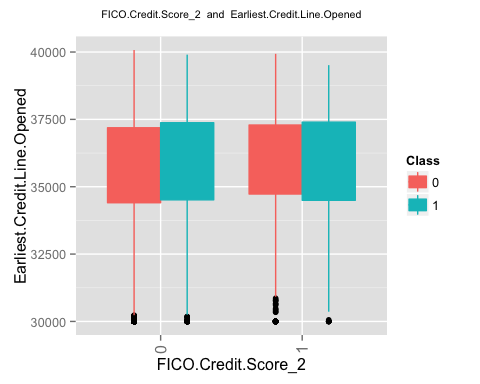 FICO.Credit.Score_2 and Earliest.Credit.Line.Opened
Earliest.Credit.Line.Opened
40000
37500
35000
32500
30000
0
1
FICO.Credit.Score_2
Class
0
1